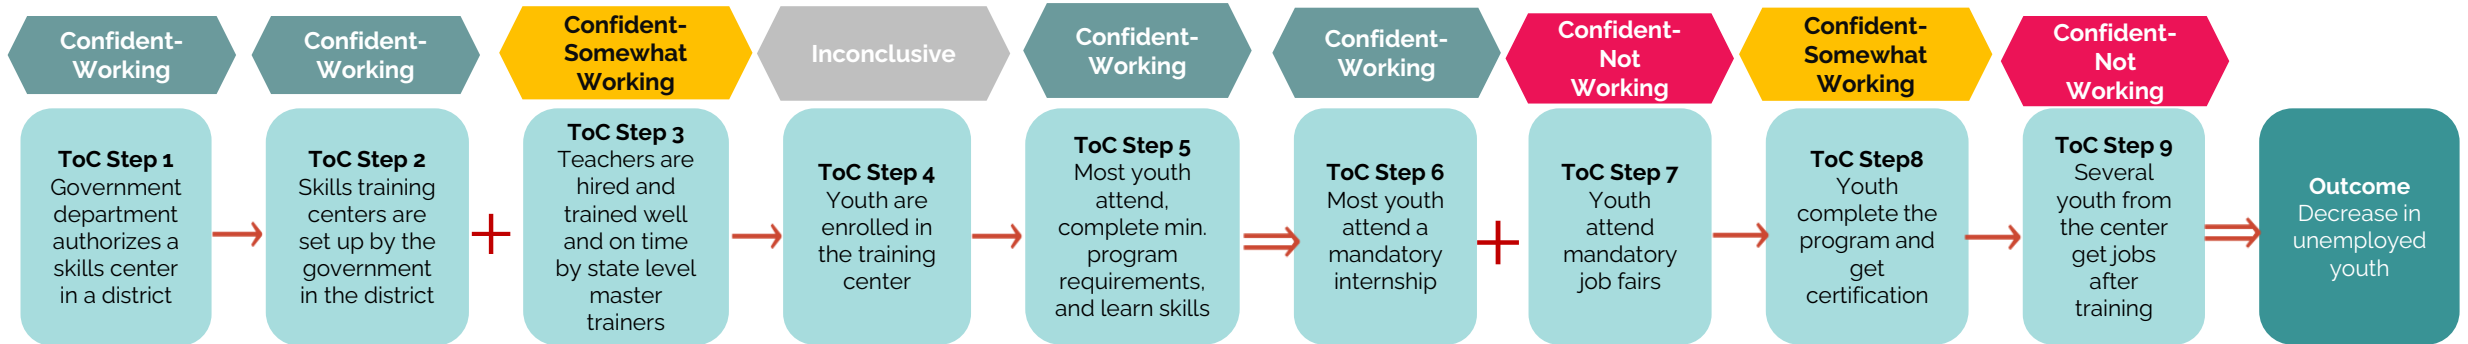 Confident-
Working
Confident-
Working
Confident-
Somewhat
Working
Inconclusive
Confident-
Working
Confident-
Working
Confident-
Not
Working
Confident-
Somewhat
Working
Confident-
Not
Working
ToC Step 1
Government
department
authorizes a
skills center
in a district
ToC Step 2
Skills training
centers are
set up by the
government
in the district
ToC Step 3
Teachers are
hired and
trained well
and on time
by state level
master
trainers
ToC Step 4
Youth are
enrolled in
the training
center
ToC Step 5
Most youth
attend,
complete min.
program
requirements,
and learn skills
ToC Step 6
Most youth
attend a
mandatory
internship
ToC Step 7
Youth
attend
mandatory
job fairs
ToC Step8
Youth
complete the
program and
get
certification
ToC Step 9
Several
youth from
the center
get jobs
after
training
Outcome
Decrease in
unemployed
youth